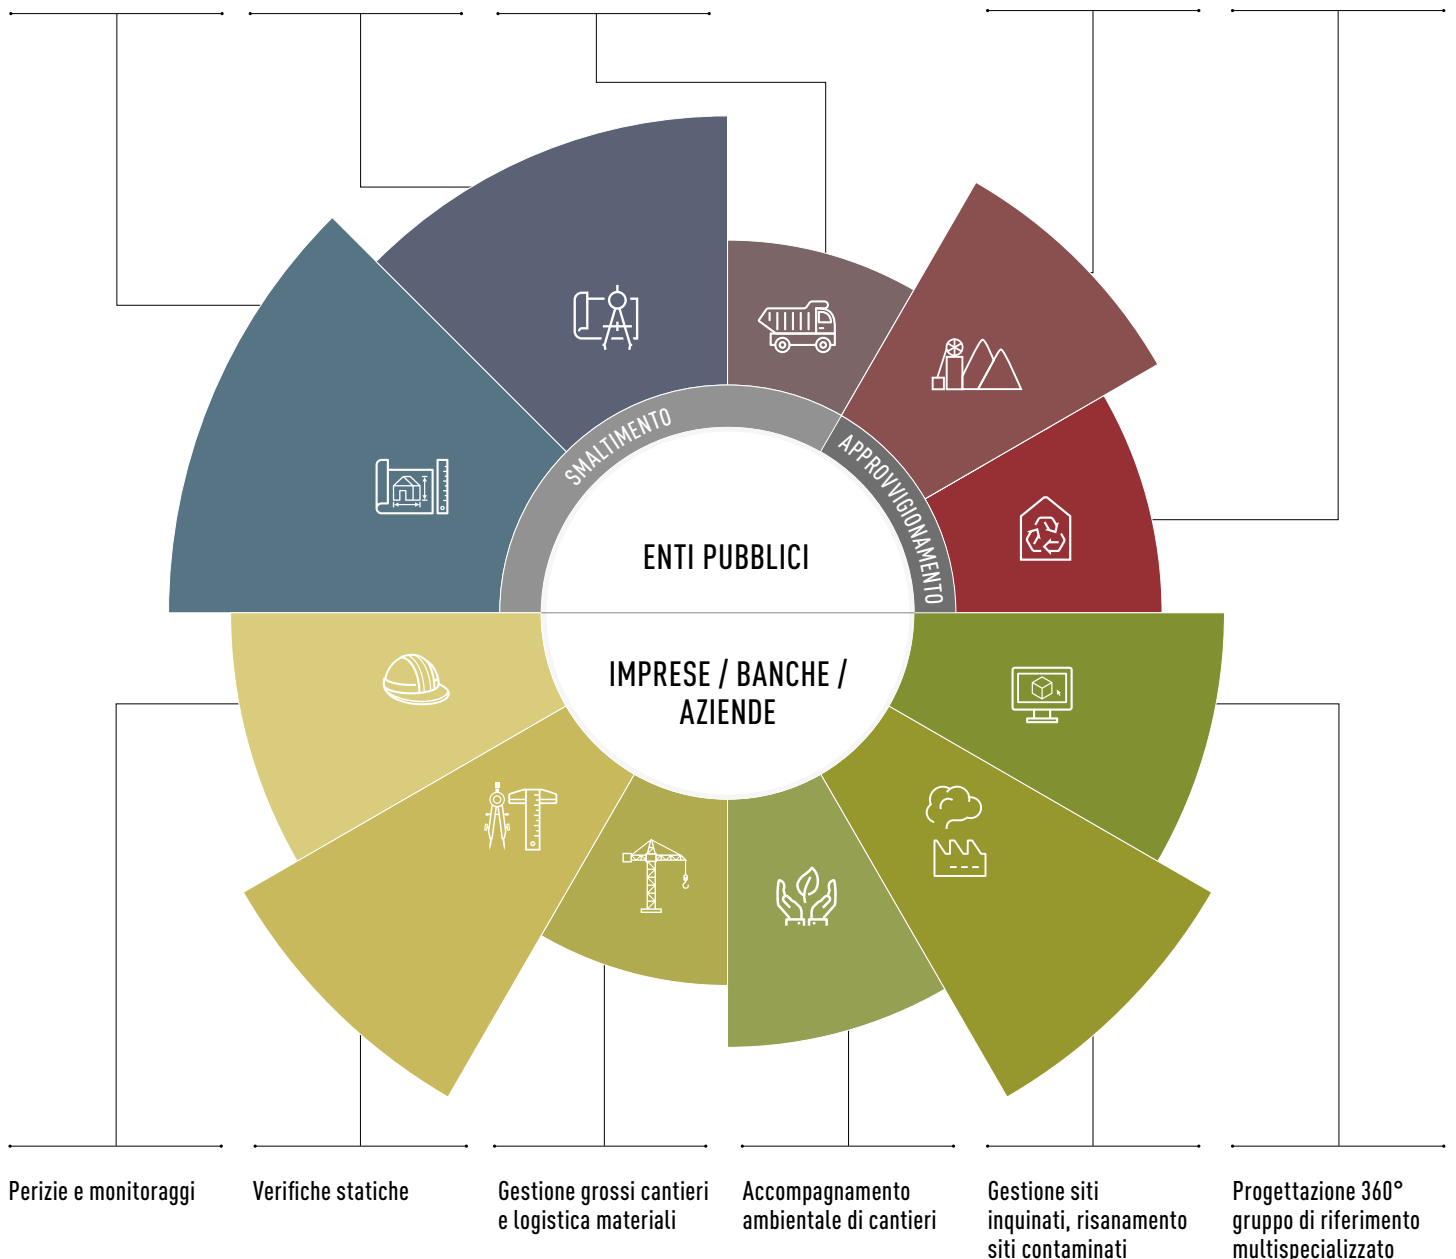 SMALTIMENTO
APPROVVIGIONAMENTO
ENTI PUBBLICI
IMPRESE / BANCHE /
AZIENDE
Perizie e monitoraggi
Verifiche statiche
Gestione grossi cantieri
e logistica materiali
Accompagnamento
ambientale di cantieri
Gestione siti
inquinati, risanamento
siti contaminati
Progettazione 360°
gruppo di riferimento
multispecializzato